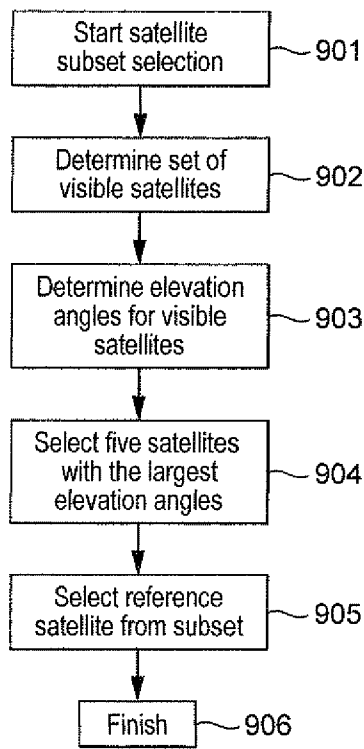 Start satellite
subset selection
901
Determine set of
visible satellites
902
Determine elevation
angles for visible
satellites
903
Select five satellites
with the largest
elevation angles
904
Select reference
satellite from subset
905
Finish
906